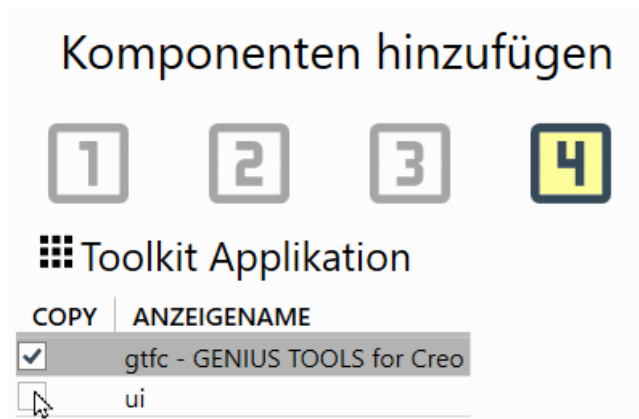 Komponenten hinzufügen
1 2 3 4
Toolkit Applikation
COPY ANZEIGENAME
gtfc - GENIUS TOOLS for Creo
ui